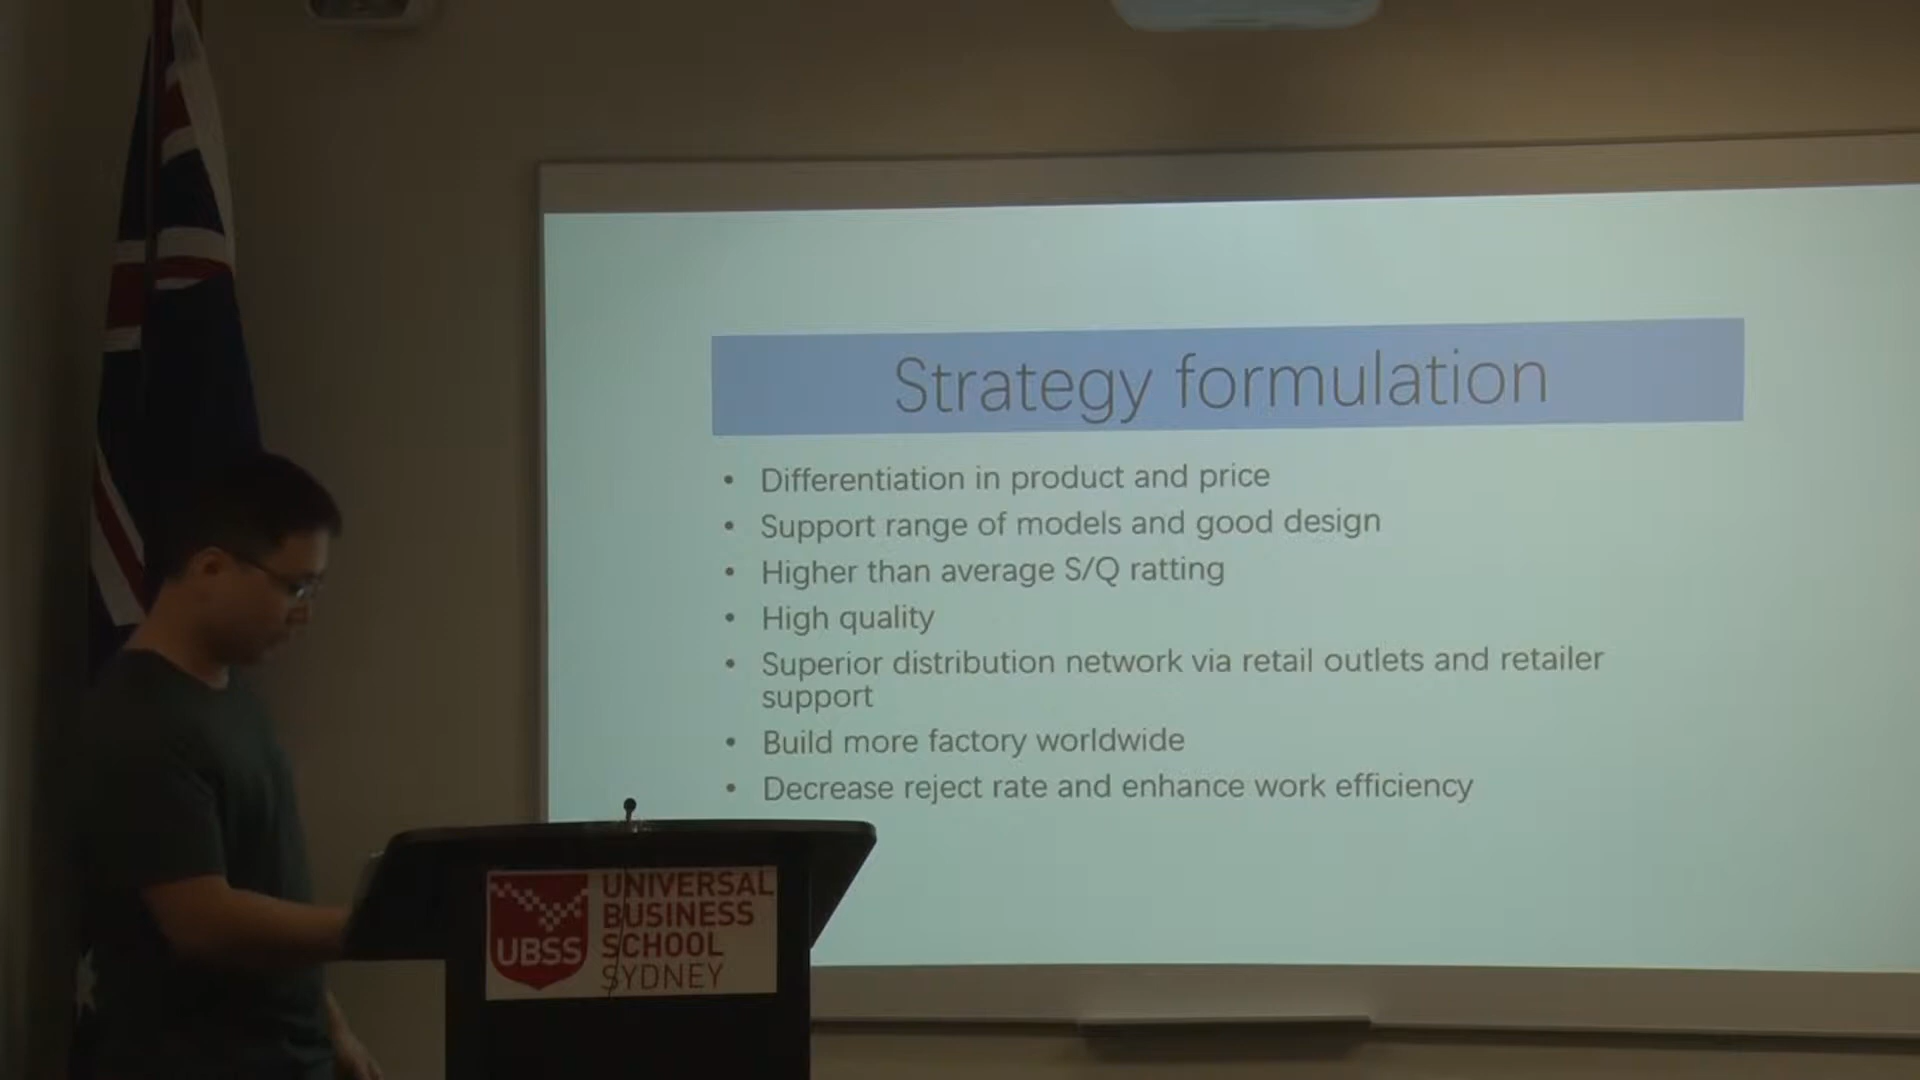 Strategy formulation
• Differentiation in product and price
• Support range of models and good design
• Higher than average S/Q ratting
• High quality
• Superior distribution network via retail outlets and retailer
support
• Build more factory worldwide
• Decrease reject rate and enhance work efficiency
UBSS
UNIVERSAL
BUSINESS
SCHOOL
SYDNEY